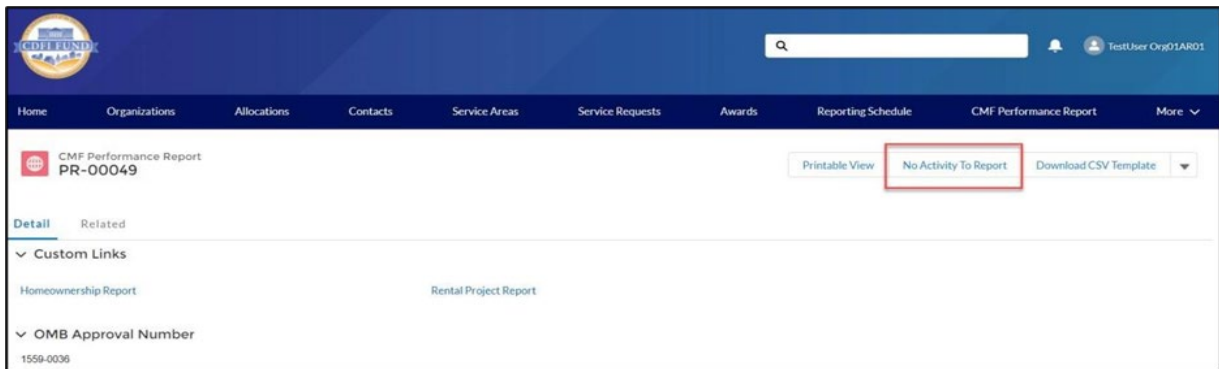 CDFI FUND
TestUser Org01AR01
Home Organizations Allocations Contacts Service Areas Service Requests Awards Reporting Schedule CMF Performance Report More
CMF Performance Report
PR-00049
Printable View No Activity To Report Download CSV Template
Detail Related
Custom Links
Homeownership Report Rental Project Report
OMB Approval Number
1559-0036